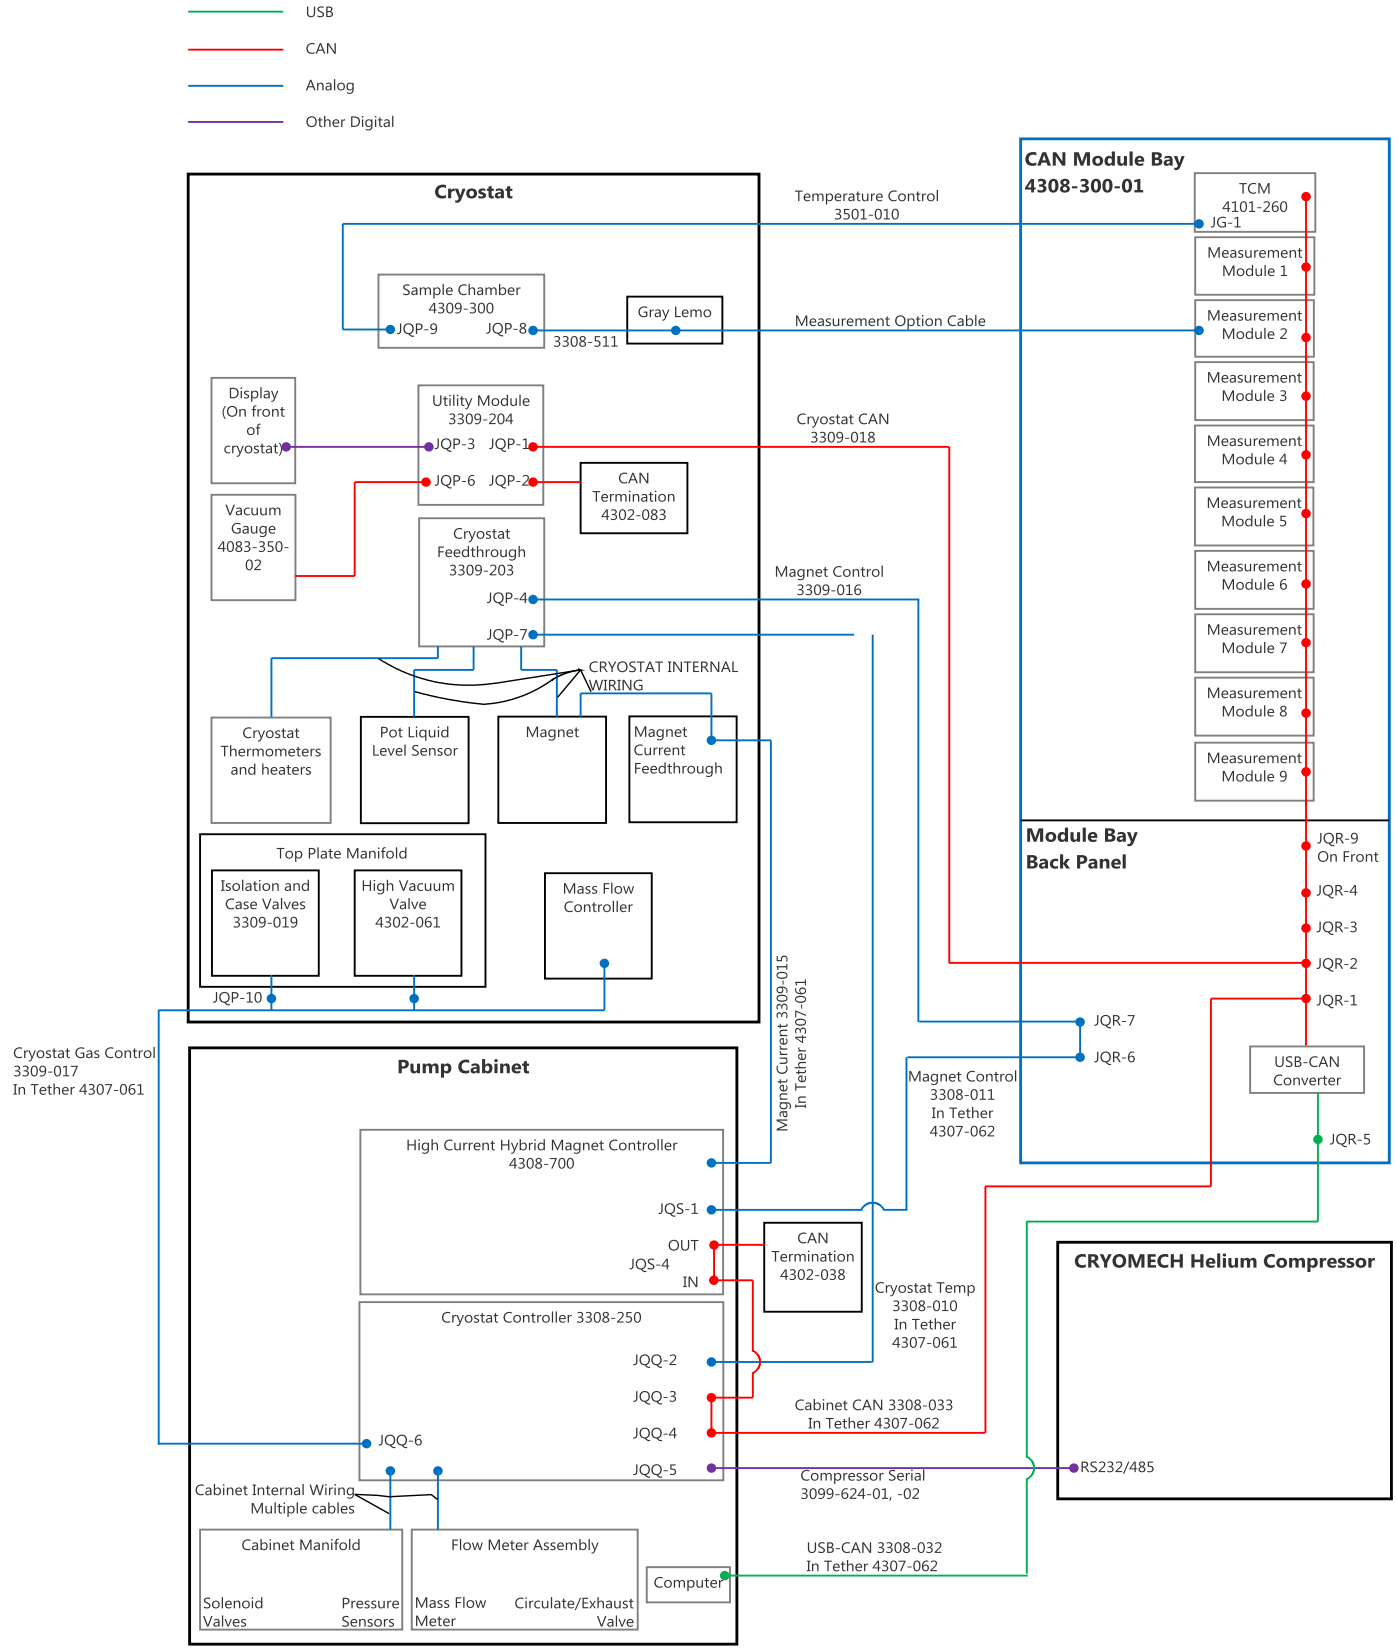 USB
CAN
Analog
Other Digital
Cryostat
Temperature Control
3501-010
CAN Module Bay
4308-300-01
TCM
4101-260
JG-1
Measurement
Module 1
Measurement
Module 2
Measurement
Module 3
Measurement
Module 4
Measurement
Module 5
Measurement
Module 6
Measurement
Module 7
Measurement
Module 8
Measurement
Module 9
Sample Chamber
4309-300
JQP-9
JQP-8
3308-511
Gray Lemo
Measurement Option Cable
Display
(On front
of
cryostat)
Utility Module
3309-204
JQP-3
JQP-1
JQP-6
JQP-2
Cryostat CAN
3309-018
CAN
Termination
4302-083
Vacuum
Gauge
4083-350-
02
Cryostat
Feedthrough
3309-203
JQP-4
JQP-7
Magnet Control
3309-016
CRYOSTAT INTERNAL
WIRING
Cryostat
Thermometers
and heaters
Pot Liquid
Level Sensor
Magnet
Magnet
Current
Feedthrough
Top Plate Manifold
Isolation and
Case Valves
3309-019
High Vacuum
Valve
4302-061
Mass Flow
Controller
JQP-10
Module Bay
Back Panel
JQR-9
On Front
JQR-4
JQR-3
JQR-2
JQR-1
JQR-7
JQR-6
USB-CAN
Converter
JQR-5
Magnet Current 3309-015
In Tether 4307-061
Cryostat Gas Control
3309-017
In Tether 4307-061
Magnet Control
3308-011
In Tether
4307-062
Pump Cabinet
High Current Hybrid Magnet Controller
4308-700
JQS-1
OUT
JQS-4
IN
CAN
Termination
4302-038
Cryostat Temp
3308-010
In Tether
4307-061
Cryostat Controller 3308-250
JQQ-2
JQQ-3
JQQ-4
JQQ-5
JQQ-6
Cabinet CAN 3308-033
In Tether 4307-062
CRYOMECH Helium Compressor
RS232/485
Compressor Serial
3099-624-01, -02
Cabinet Internal Wiring
Multiple cables
USB-CAN 3308-032
In Tether 4307-062
Cabinet Manifold
Solenoid
Valves
Pressure
Sensors
Flow Meter Assembly
Mass Flow
Meter
Circulate/Exhaust
Valve
Computer